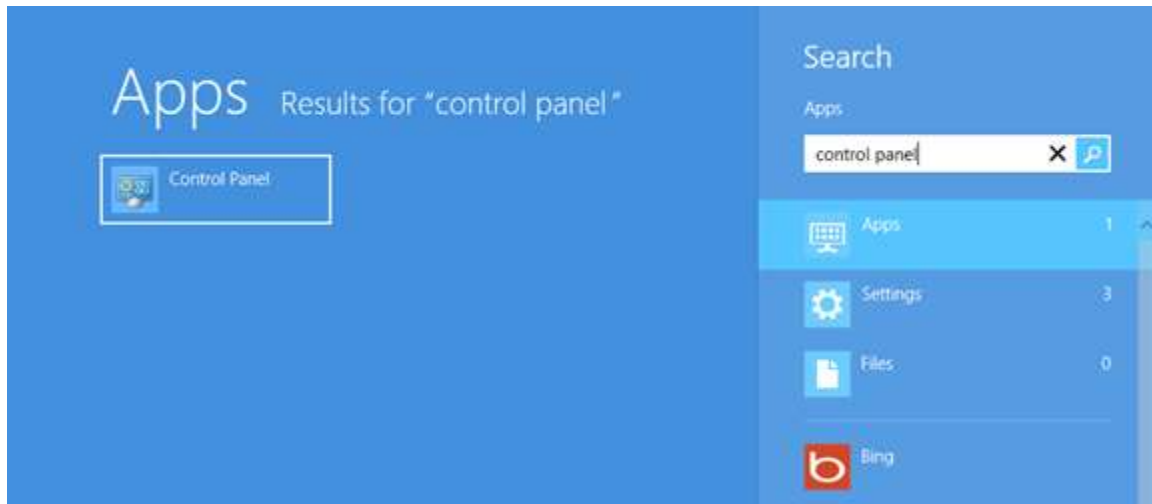 Apps Results for "control panel"
Control Panel
Search
Apps
control panel
Apps 1
Settings 3
Files 0
Bing